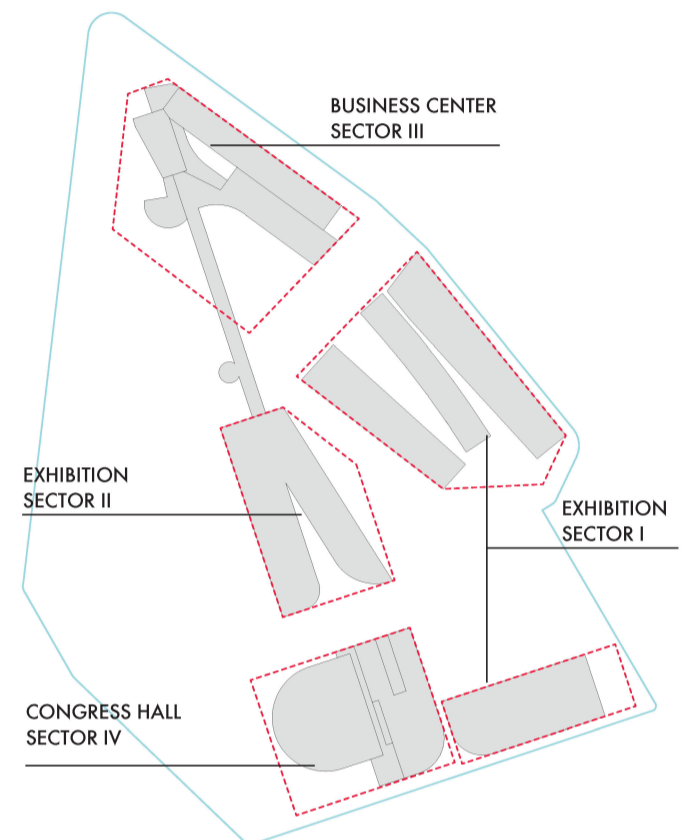 BUSINESS CENTER
SECTOR III
EXHIBITION
SECTOR II
EXHIBITION
SECTOR I
CONGRESS HALL
SECTOR IV